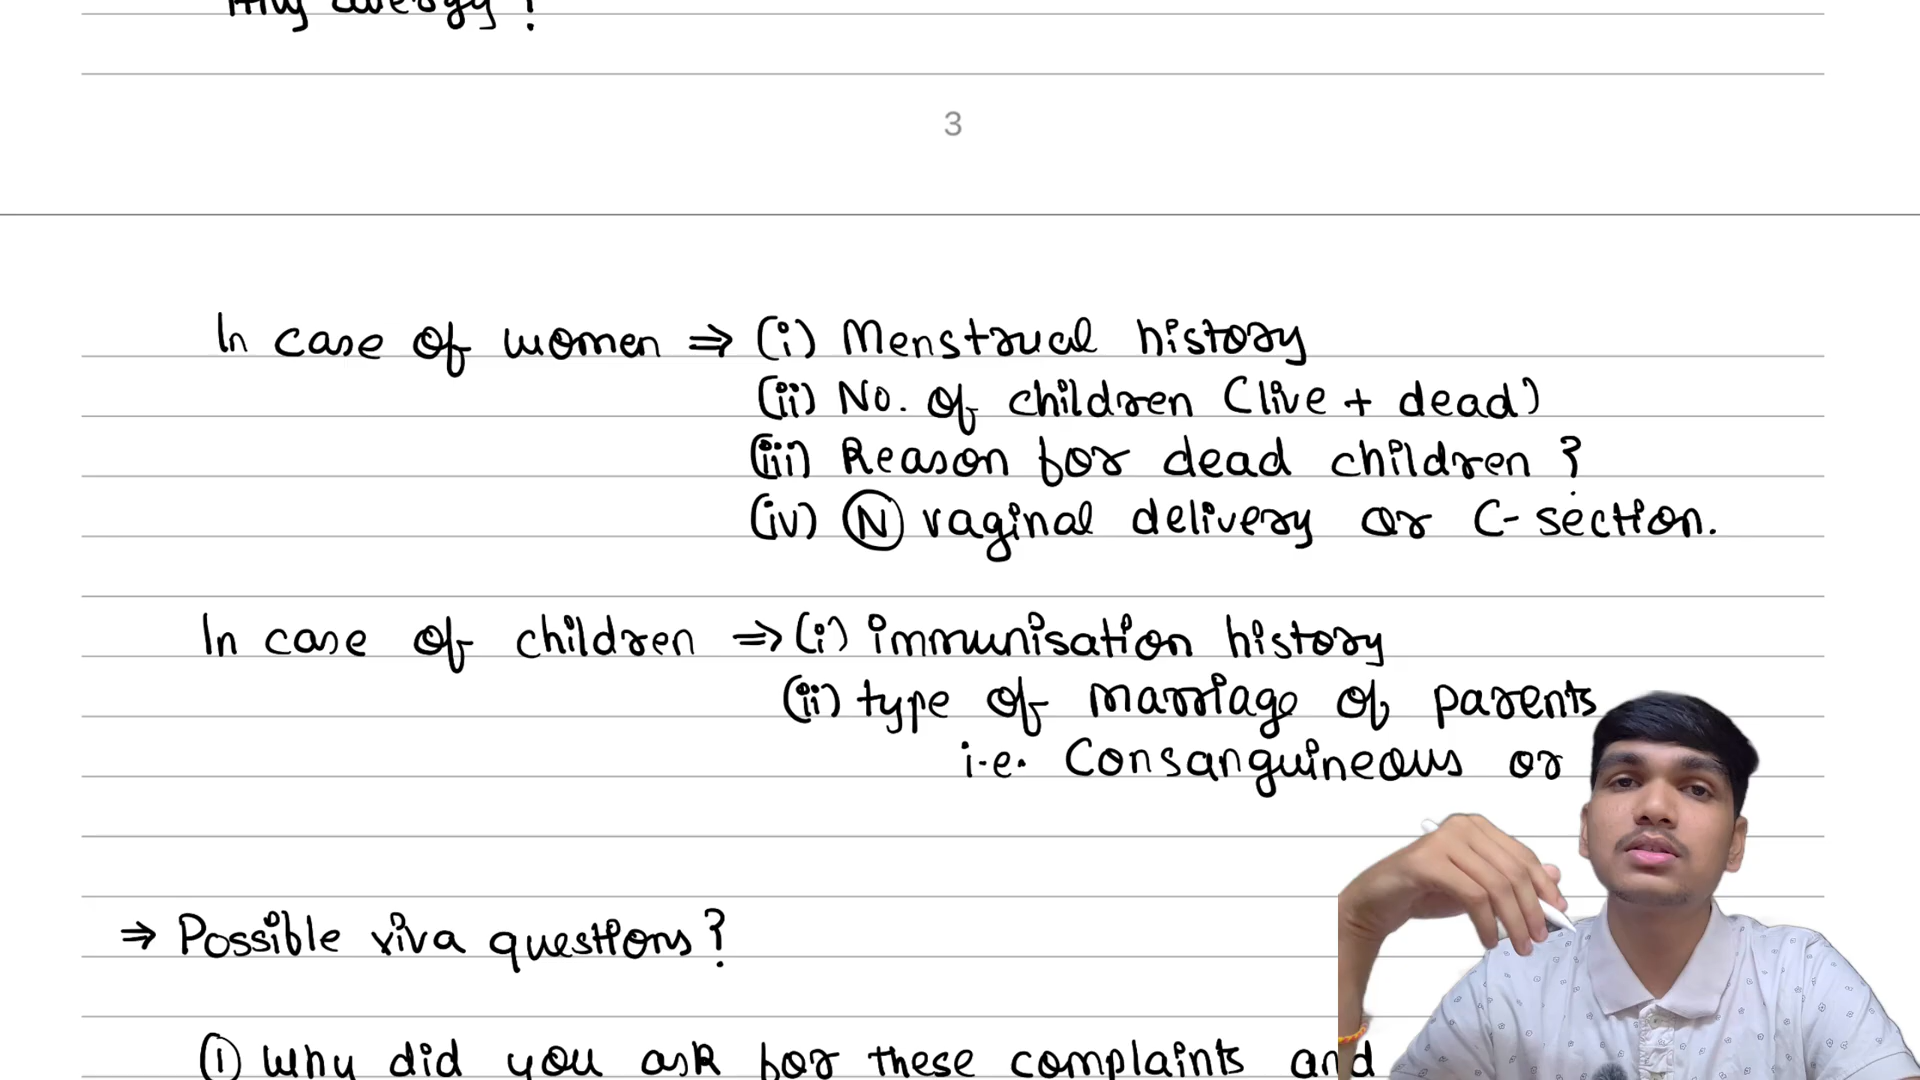 Any allergy?
3
In case of women ⇒ (i) Menstrual history
(ii) No. of children (live + dead)
(iii) Reason for dead children ?
(iv) Ⓝ vaginal delivery or C-section.
In case of children ⇒ (i) immunisation history
(ii) type of marriage of parents
i.e. Consanguineous or
⇒ Possible viva questions?
① Why did you ask for these complaints and